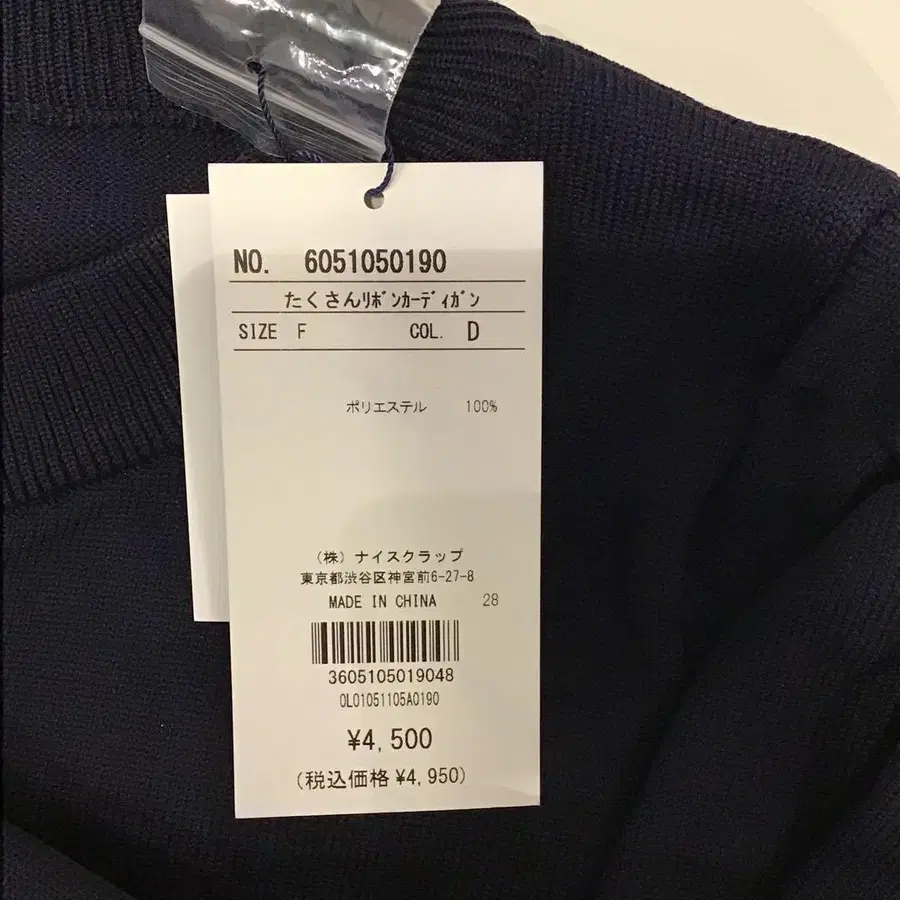 NO. 6051050190
たくさんﾘﾎﾞﾝｶｰﾃﾞｨｶﾞﾝ
SIZE F COL. D
ポリエステル 100%
(株) ナイスクラップ
東京都渋谷区神宮前6-27-8
MADE IN CHINA 28
3605105019048
0L01051105A0190
¥4,500
(税込価格 ¥4,950)